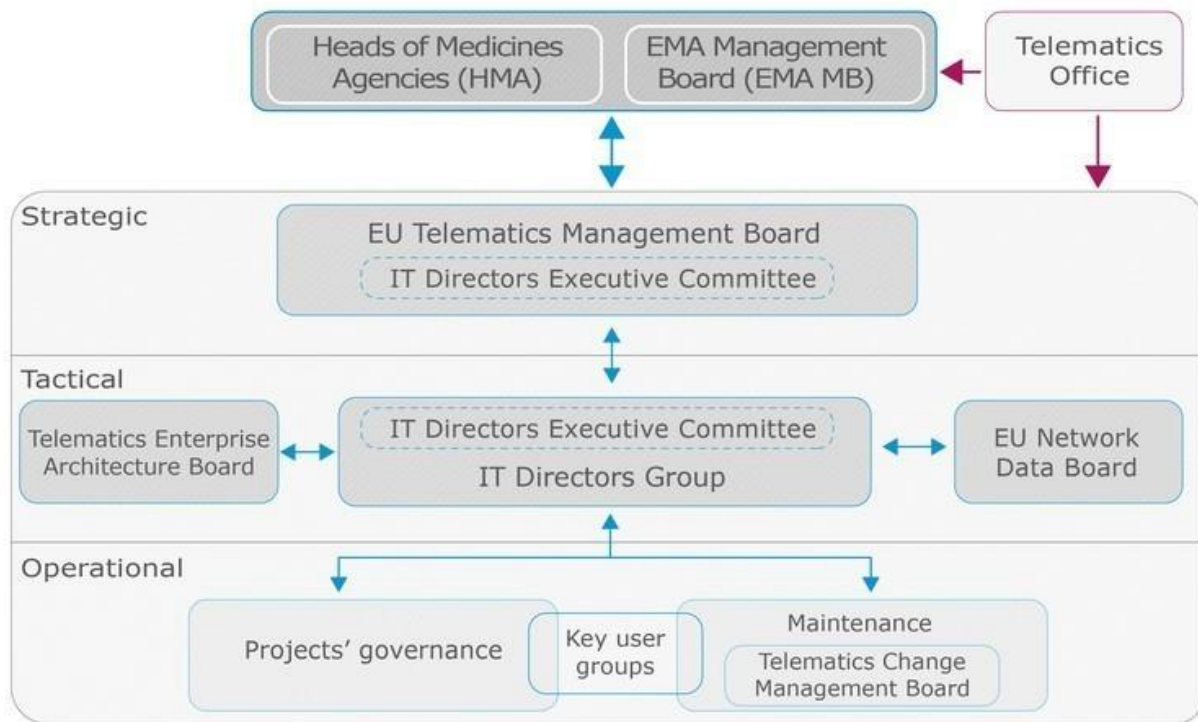 Heads of Medicines
Agencies (HMA)
EMA Management
Board (EMA MB)
Telematics
Office
Strategic
EU Telematics Management Board
IT Directors Executive Committee
Tactical
Telematics Enterprise
Architecture Board
IT Directors Executive Committee
IT Directors Group
EU Network
Data Board
Operational
Projects’ governance
Key user
groups
Maintenance
Telematics Change
Management Board